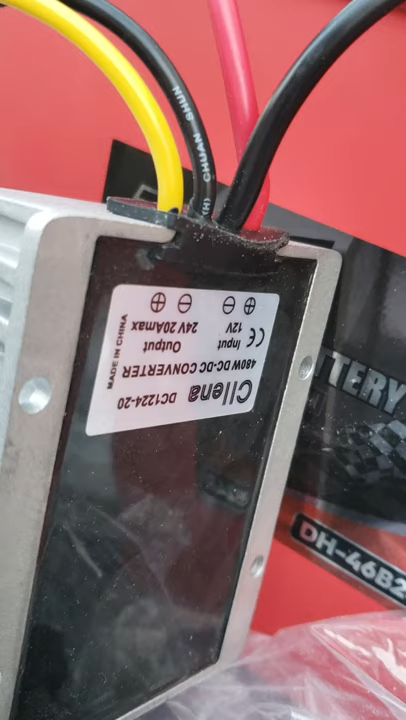 Cllena DC1224-20
480W DC-DC CONVERTER
CE Input Output
12V 24V 20Amax
⊕ ⊖ ⊖ ⊕
MADE IN CHINA
(H) CHUAN SHUN
TTERY
DH-46B2